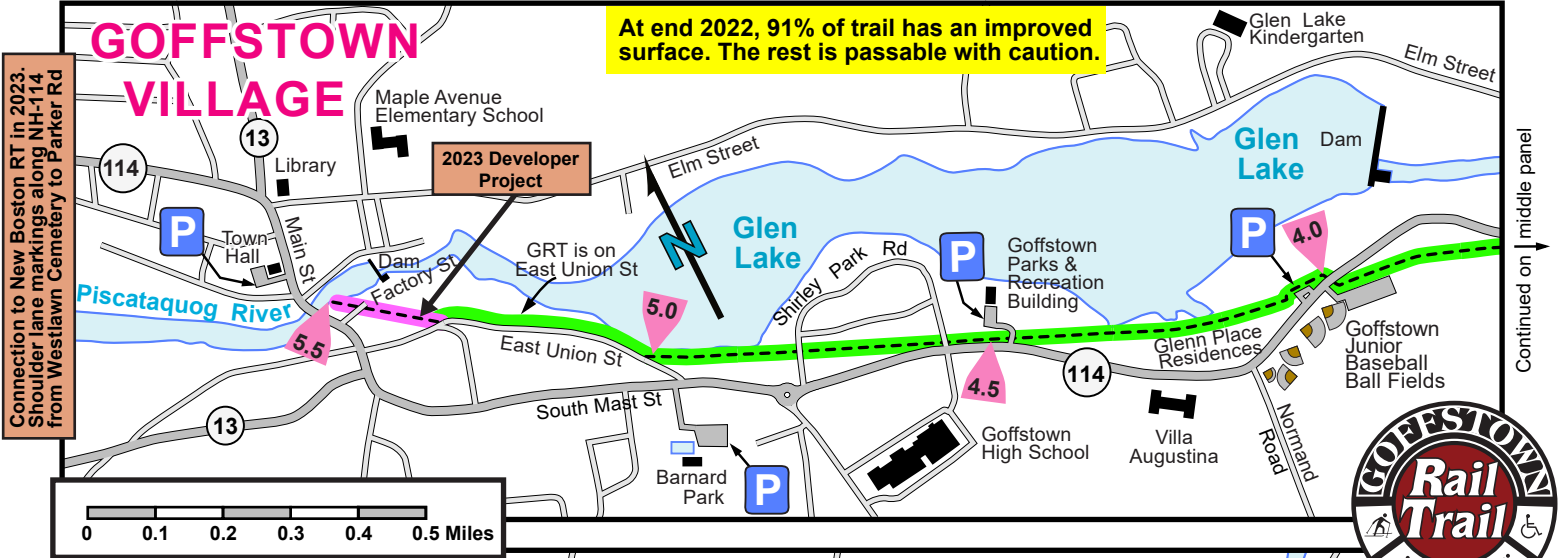 GOFFSTOWN
VILLAGE
At end 2022, 91% of trail has an improved
surface. The rest is passable with caution.
Connection to New Boston RT in 2023.
Shoulder lane markings along NH-114
from Westlawn Cemetery to Parker Rd
Glen Lake
Kindergarten
Elm Street
Maple Avenue
Elementary School
13
114
Library
2023 Developer
Project
Elm Street
Glen
Lake
Dam
P
Town
Hall
Main St
Dam
Factory St
GRT is on
East Union St
N
Glen
Lake
Shirley Park Rd
P
Goffstown
Parks &
Recreation
Building
P
4.0
Continued on middle panel
Piscataquog River
5.5
5.0
East Union St
4.5
114
Glenn Place
Residences
Goffstown
Junior
Baseball
Ball Fields
South Mast St
13
Barnard
Park
P
Goffstown
High School
Villa
Augustina
Normand
Road
GOFFSTOWN
Rail
Trail
0 0.1 0.2 0.3 0.4 0.5 Miles